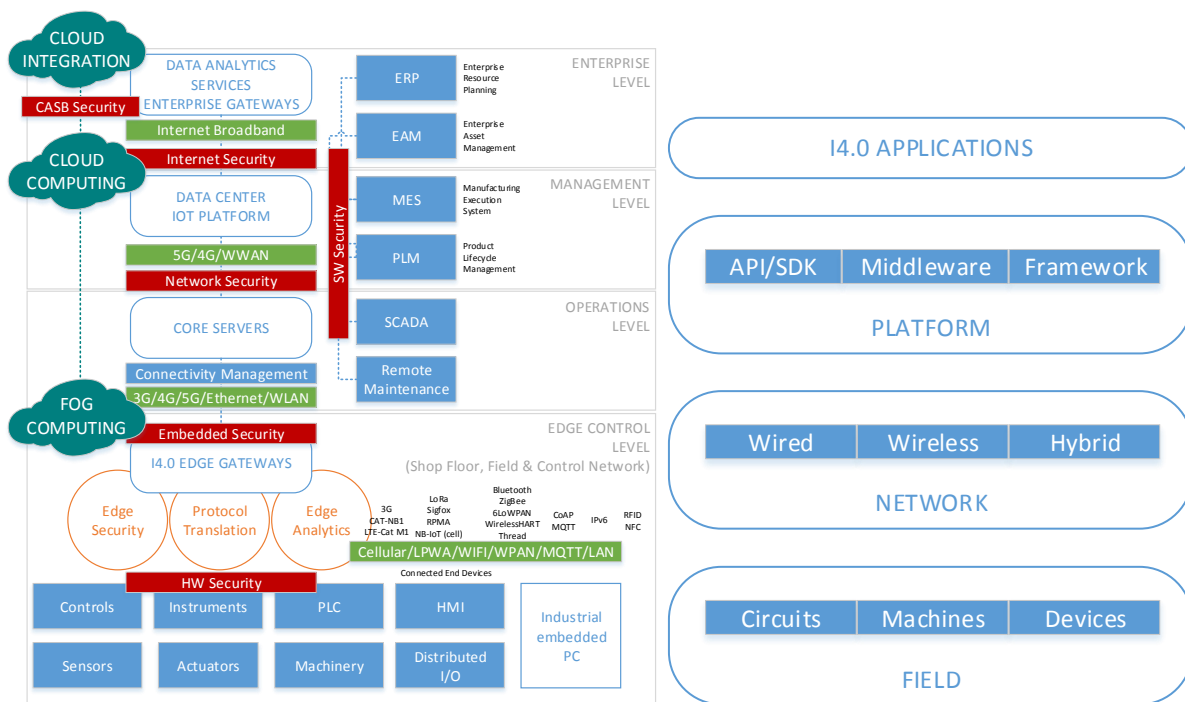 CLOUD
INTEGRATION
CASB Security
DATA ANALYTICS
SERVICES
ENTERPRISE GATEWAYS
Internet Broadband
Internet Security
ERP
Enterprise
Resource
Planning
EAM
Enterprise
Asset
Management
ENTERPRISE
LEVEL
CLOUD
COMPUTING
DATA CENTER
IOT PLATFORM
5G/4G/WWAN
Network Security
SW Security
MES
Manufacturing
Execution
System
PLM
Product
Lifecycle
Management
MANAGEMENT
LEVEL
CORE SERVERS
Connectivity Management
3G/4G/5G/Ethernet/WLAN
SCADA
Remote
Maintenance
OPERATIONS
LEVEL
FOG
COMPUTING
Embedded Security
I4.0 EDGE GATEWAYS
EDGE CONTROL
LEVEL
(Shop Floor, Field & Control Network)
Edge
Security
Protocol
Translation
Edge
Analytics
3G
CAT-NB1
LTE-Cat M1
LoRa
Sigfox
RPMA
NB-IoT (cell)
Bluetooth
ZigBee
6LoWPAN
WirelessHART
Thread
CoAP
MQTT
IPv6
RFID
NFC
Cellular/LPWA/WIFI/WPAN/MQTT/LAN
Connected End Devices
HW Security
Controls
Instruments
PLC
HMI
Industrial
embedded
PC
Sensors
Actuators
Machinery
Distributed
I/O
I4.0 APPLICATIONS
API/SDK
Middleware
Framework
PLATFORM
Wired
Wireless
Hybrid
NETWORK
Circuits
Machines
Devices
FIELD